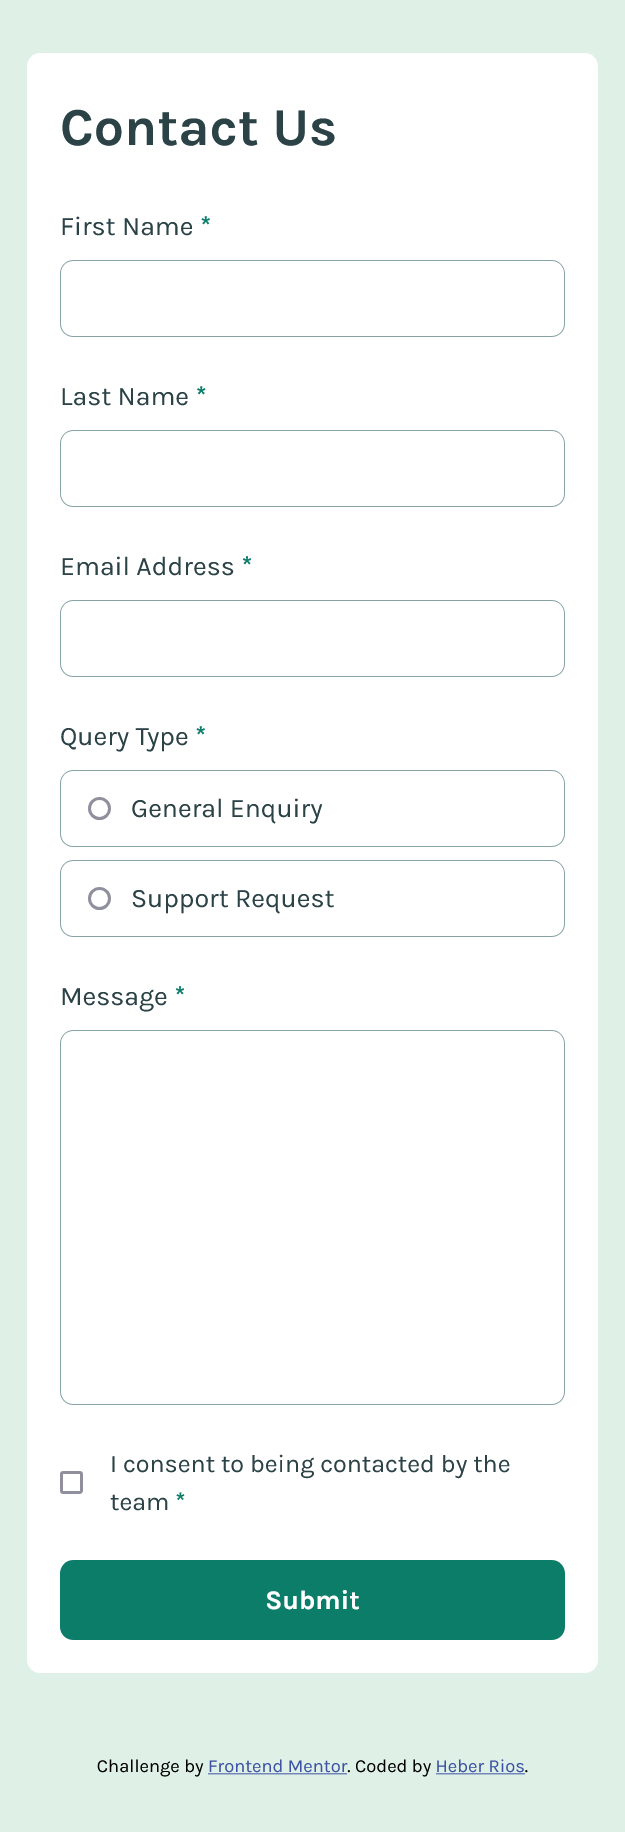 Contact Us
First Name *
Last Name *
Email Address *
Query Type *
General Enquiry
Support Request
Message *
I consent to being contacted by the
team *
Submit
Challenge by Frontend Mentor. Coded by Heber Rios.